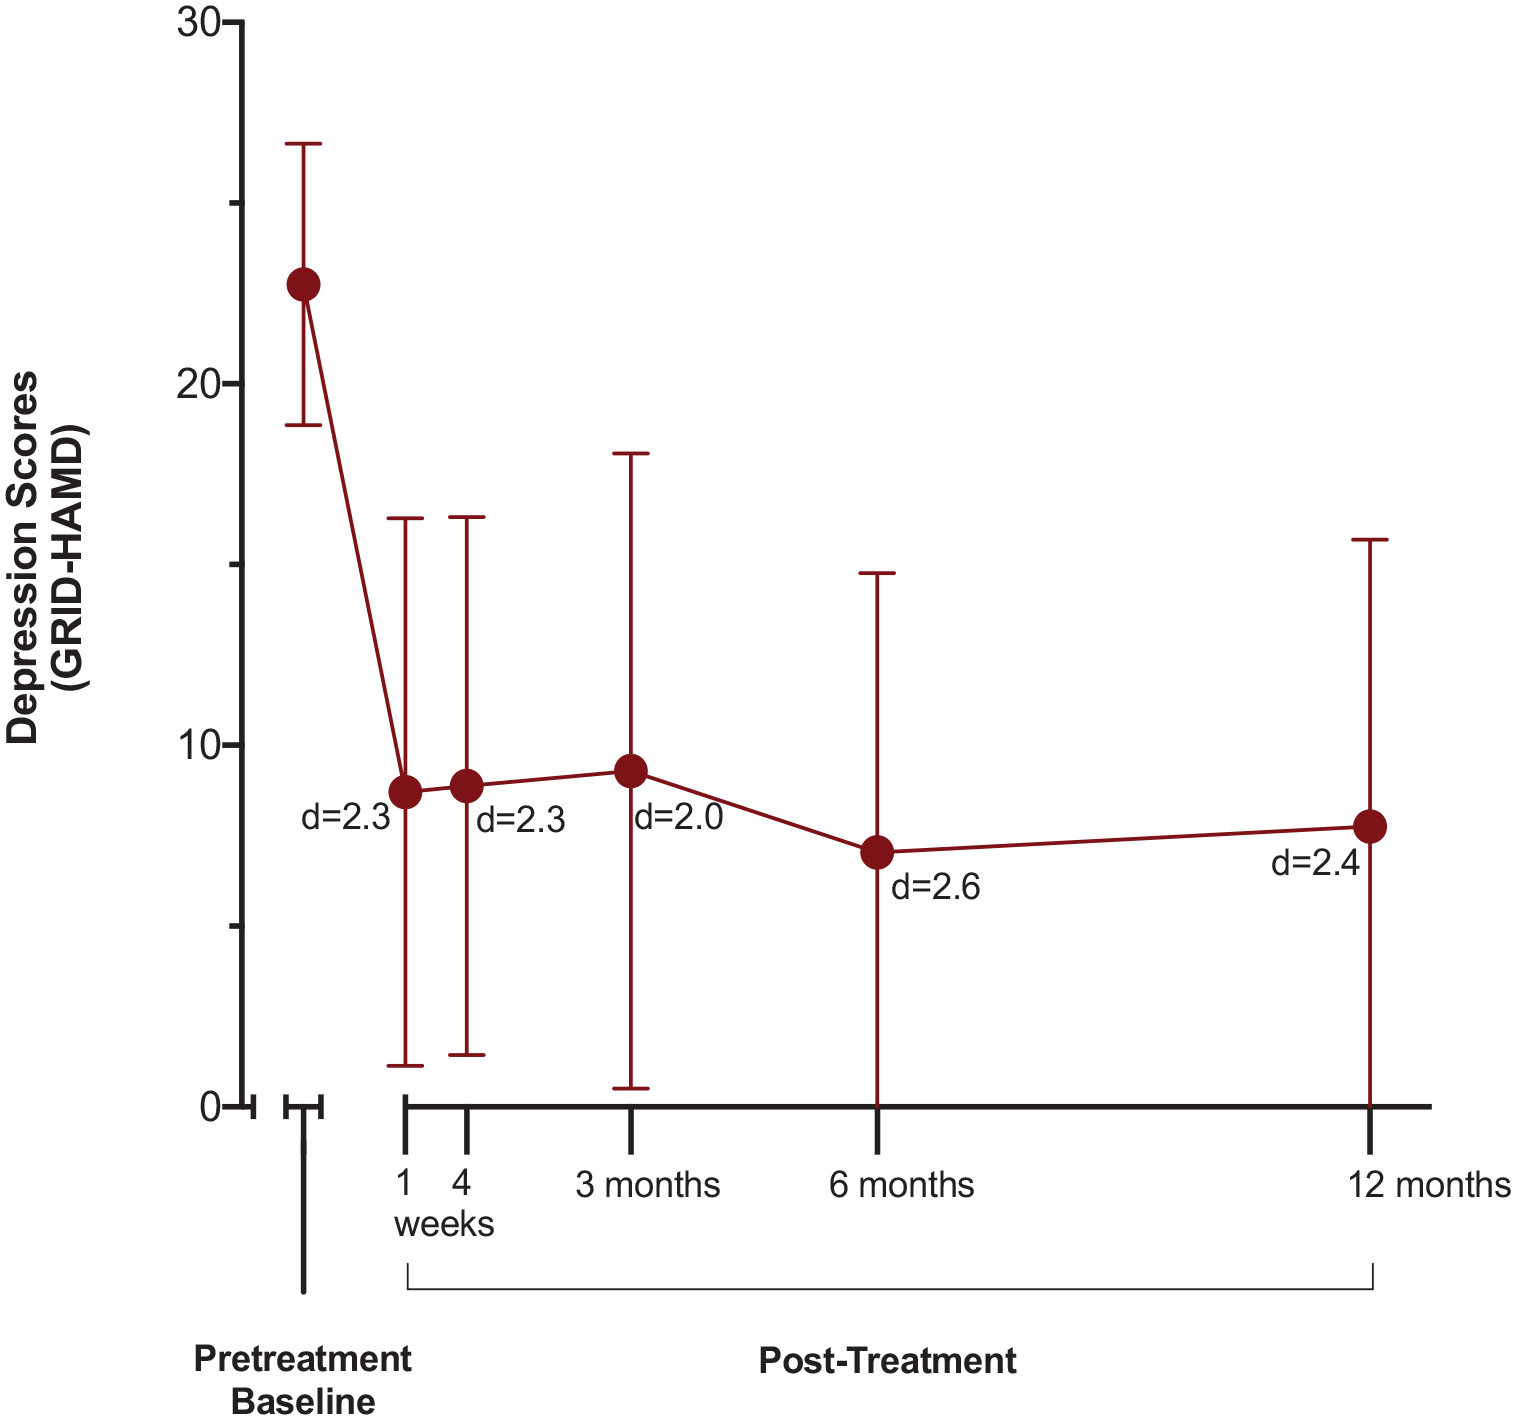 30
20
10
0
Depression Scores
(GRID-HAMD)
d=2.3
d=2.3
d=2.0
d=2.6
d=2.4
1
4
weeks
3 months
6 months
12 months
Pretreatment
Baseline
Post-Treatment